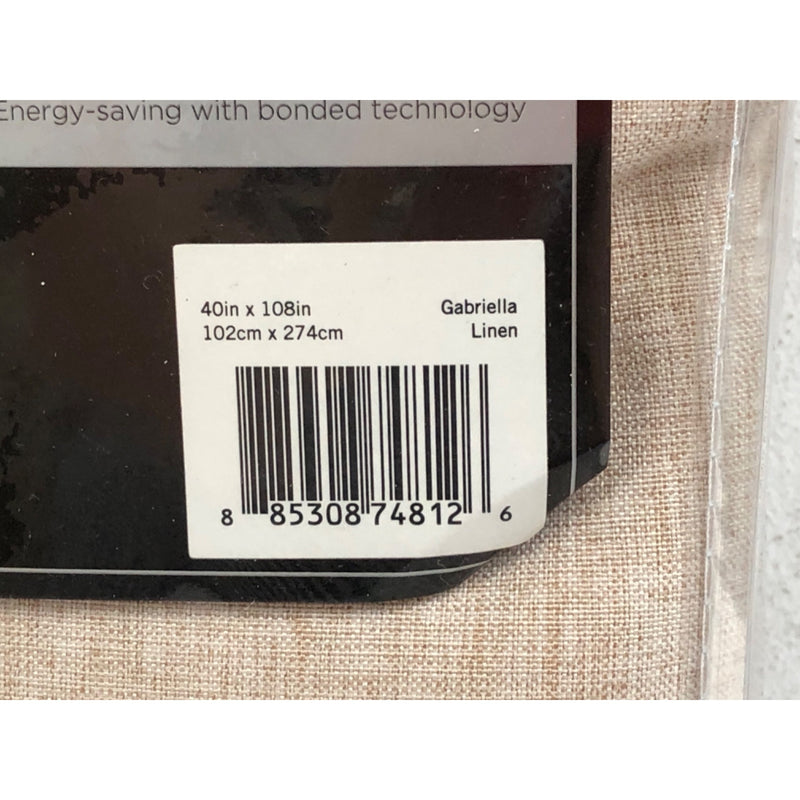 Energy-saving with bonded technology
40in x 108in
102cm x 274cm
Gabriella
Linen
8 85308 74812 6